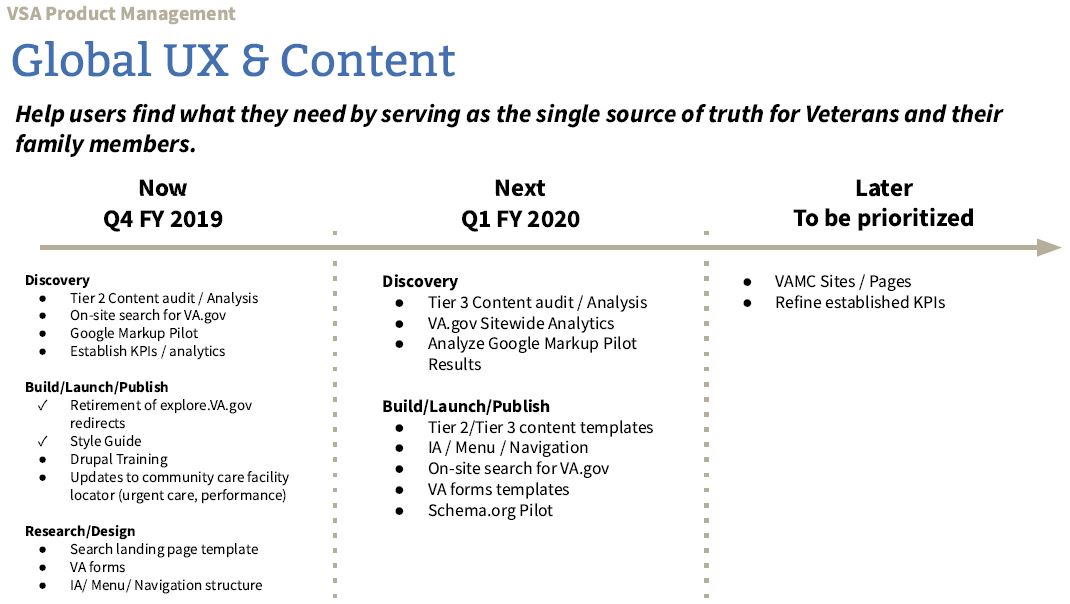 VSA Product Management
Global UX & Content
Help users find what they need by serving as the single source of truth for Veterans and their
family members.
Now
Q4 FY 2019
Next
Q1 FY 2020
Later
To be prioritized
Discovery
● Tier 2 Content audit / Analysis
● On-site search for VA.gov
● Google Markup Pilot
● Establish KPIs / analytics
Build/Launch/Publish
✓ Retirement of explore.VA.gov
redirects
✓ Style Guide
● Drupal Training
● Updates to community care facility
locator (urgent care, performance)
Research/Design
● Search landing page template
● VA forms
● IA/ Menu/ Navigation structure
Discovery
● Tier 3 Content audit / Analysis
● VA.gov Sitewide Analytics
● Analyze Google Markup Pilot
Results
Build/Launch/Publish
● Tier 2/Tier 3 content templates
● IA / Menu / Navigation
● On-site search for VA.gov
● VA forms templates
● Schema.org Pilot
● VAMC Sites / Pages
● Refine established KPIs